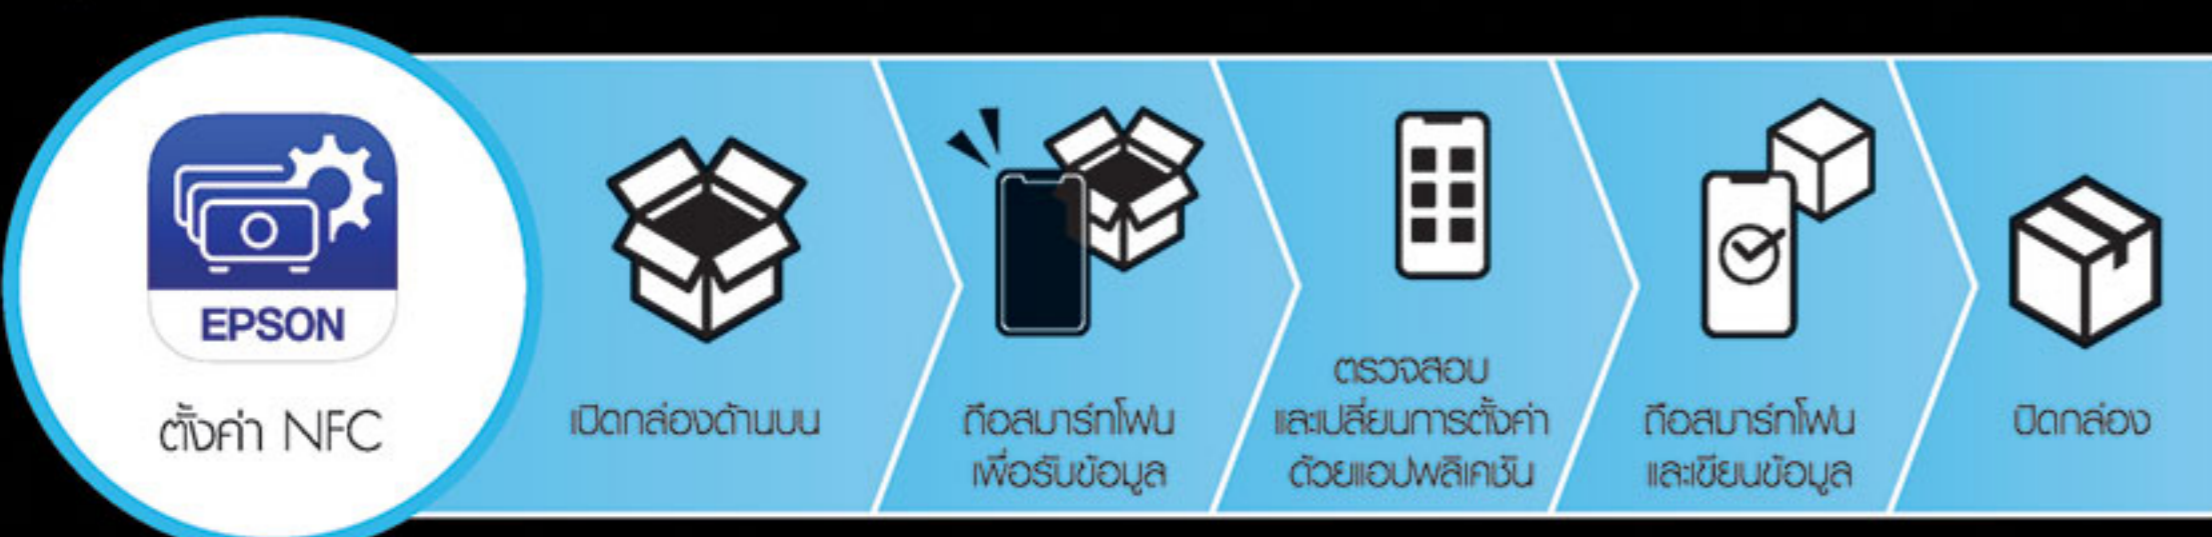 EPSON
ตั้งค่า NFC
เปิดกล่องด้านบน
ถือสมาร์ทโฟน
เพื่อรับข้อมูล
ตรวจสอบ
และเปลี่ยนการตั้งค่า
ด้วยแอปพลิเคชัน
ถือสมาร์ทโฟน
และเขียนข้อมูล
ปิดกล่อง